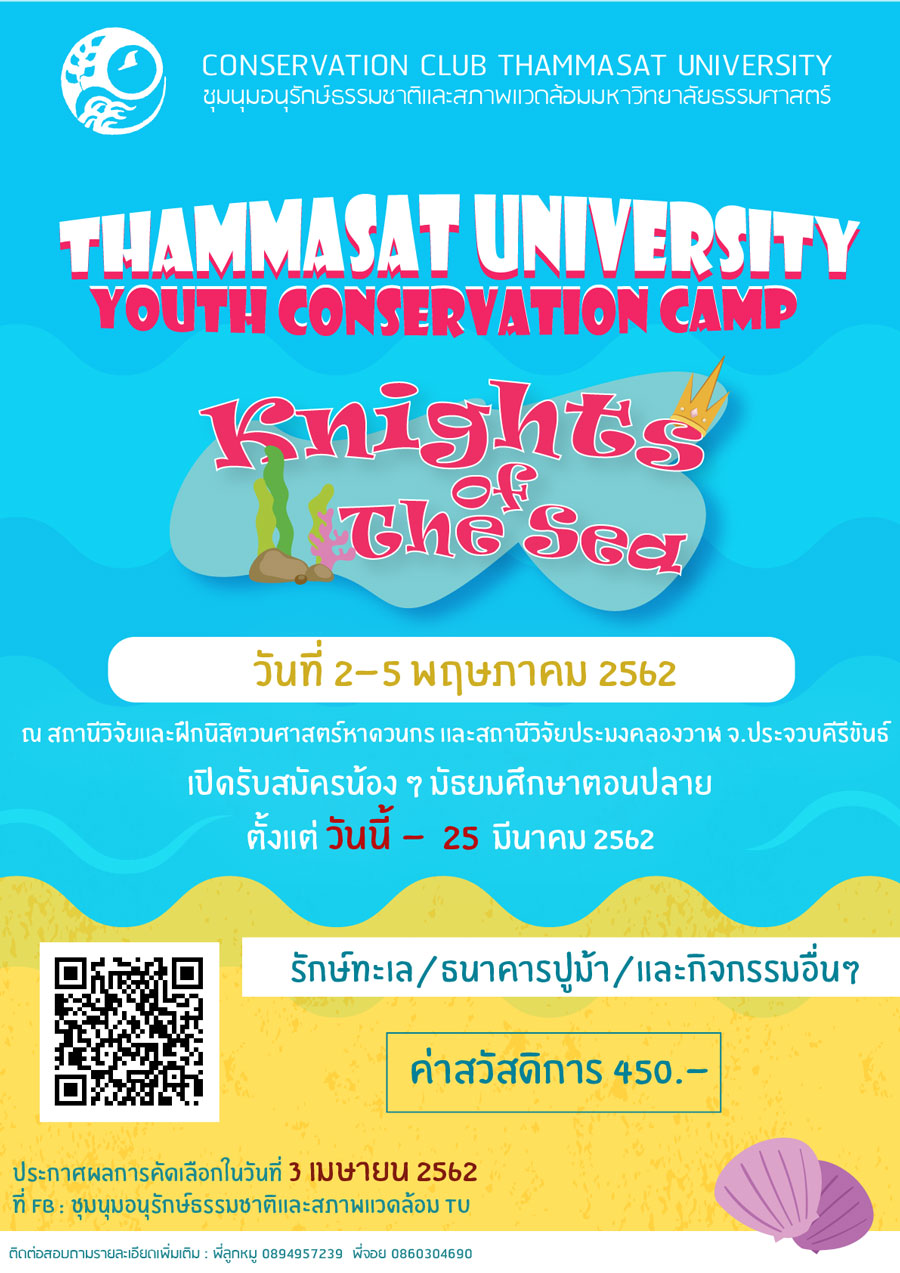 CONSERVATION CLUB THAMMASAT UNIVERSITY
ชุมนุมอนุรักษ์ธรรมชาติและสภาพแวดล้อมมหาวิทยาลัยธรรมศาสตร์
THAMMASAT UNIVERSITY
YOUTH CONSERVATION CAMP
Knights
of
The Sea
วันที่ 2-5 พฤษภาคม 2562
ณ สถานีวิจัยและฝึกนิสิตวนศาสตร์หาดวนกร และสถานีวิจัยประมงคลองวาฬ จ.ประจวบคีรีขันธ์
เปิดรับสมัครน้อง ๆ มัธยมศึกษาตอนปลาย
ตั้งแต่ วันนี้ - 25 มีนาคม 2562
รักษ์ทะเล/ธนาคารปูม้า/และกิจกรรมอื่นๆ
ค่าสวัสดิการ 450.-
ประกาศผลการคัดเลือกในวันที่ 3 เมษายน 2562
ที่ FB : ชุมนุมอนุรักษ์ธรรมชาติและสภาพแวดล้อม TU
ติดต่อสอบถามรายละเอียดเพิ่มเติม : พี่ลูกหมู 0894957239 พี่จอย 0860304690